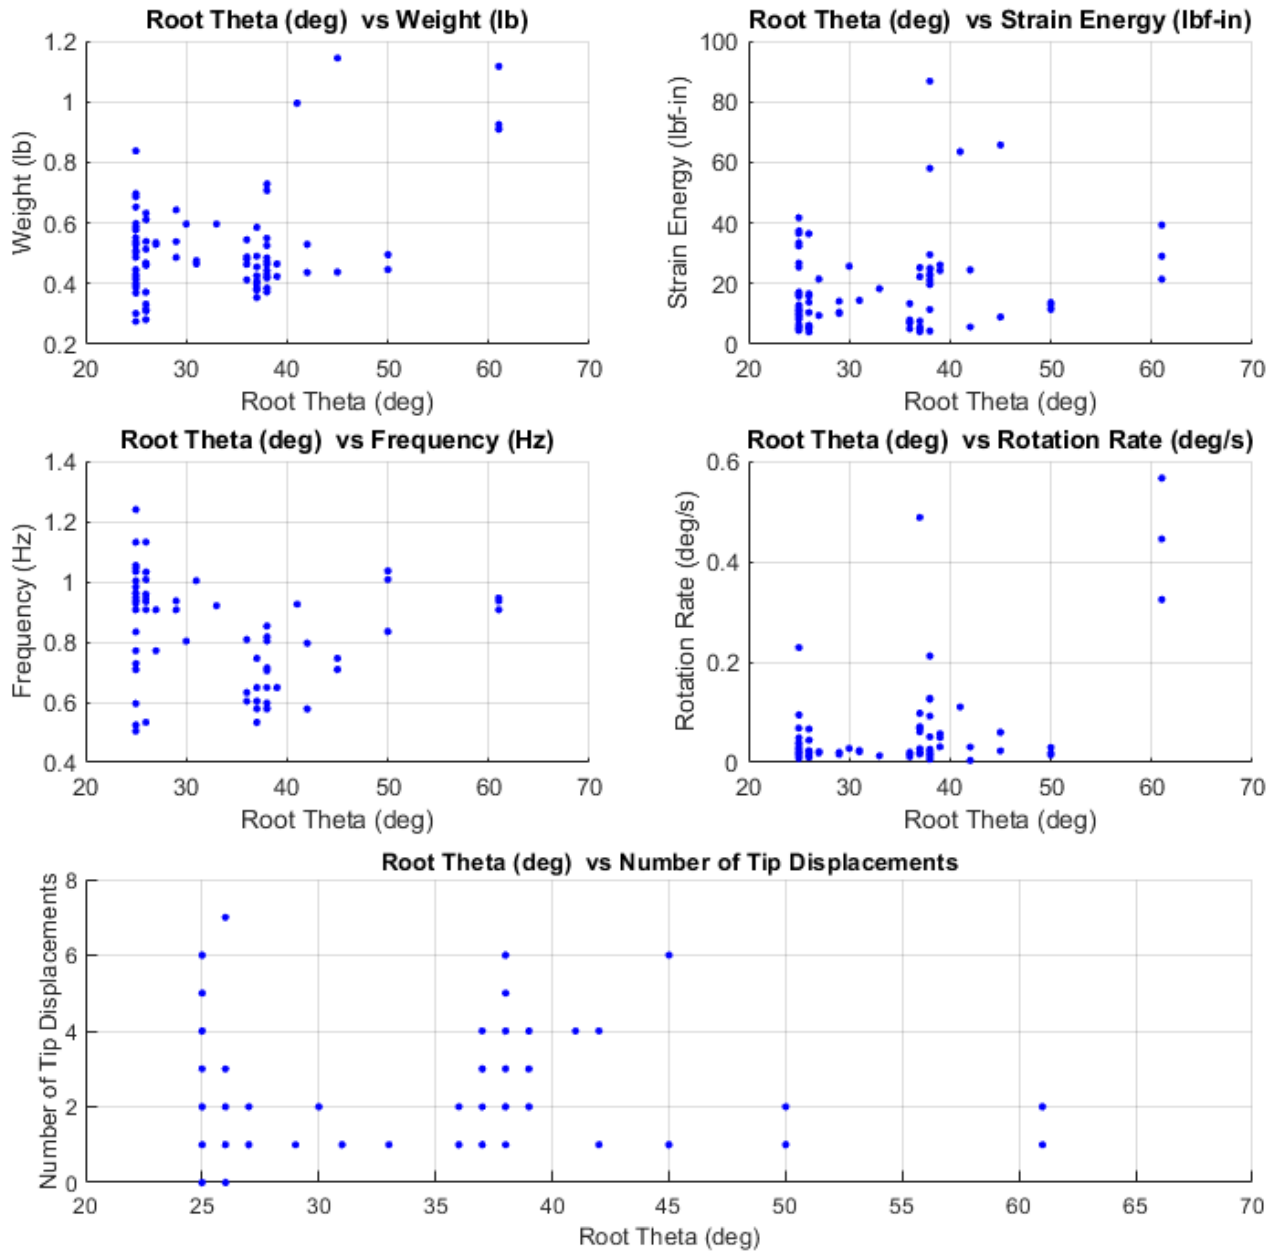 Root Theta (deg)  vs Weight (lb)
1.2
1
0.8
0.6
0.4
0.2
Weight (lb)
20 30 40 50 60 70
Root Theta (deg)
Root Theta (deg)  vs Strain Energy (lbf-in)
100
80
60
40
20
0
Strain Energy (lbf-in)
20 30 40 50 60 70
Root Theta (deg)
Root Theta (deg)  vs Frequency (Hz)
1.4
1.2
1
0.8
0.6
0.4
Frequency (Hz)
20 30 40 50 60 70
Root Theta (deg)
Root Theta (deg)  vs Rotation Rate (deg/s)
0.6
0.4
0.2
0
Rotation Rate (deg/s)
20 30 40 50 60 70
Root Theta (deg)
Root Theta (deg)  vs Number of Tip Displacements
8
6
4
2
0
Number of Tip Displacements
20 25 30 35 40 45 50 55 60 65 70
Root Theta (deg)